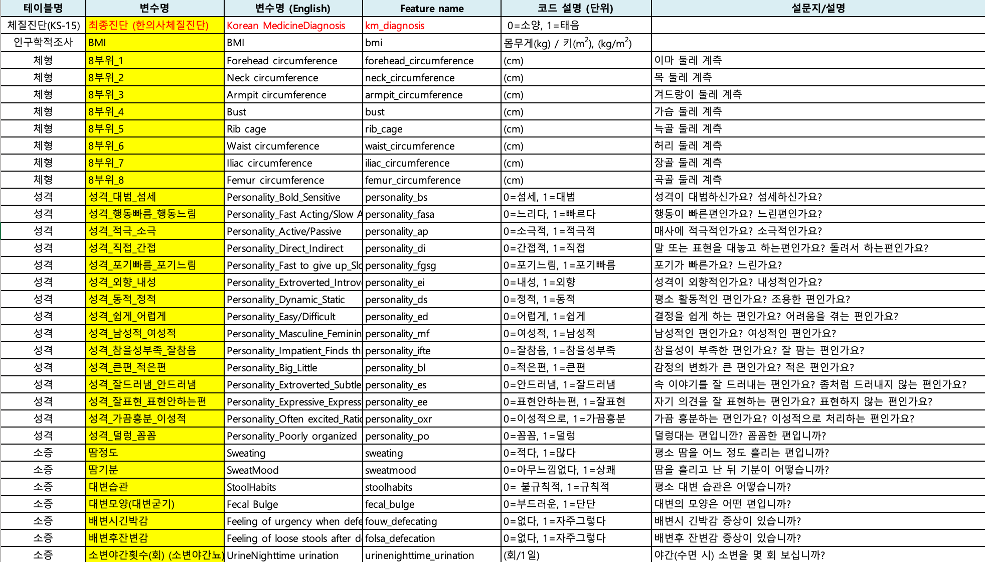 테이블명 변수명 변수명 (English) Feature name 코드 설명 (단위) 설문지/설명
체질진단(KS-15) 최종진단 (한의사체질진단) Korean MedicineDiagnosis km_diagnosis 0=소양, 1=태음
인구학적조사 BMI BMI bmi 몸무게(kg) / 키(m²), (kg/m²)
체형 8부위_1 Forehead circumference forehead_circumference (cm) 이마 둘레 계측
체형 8부위_2 Neck circumference neck_circumference (cm) 목 둘레 계측
체형 8부위_3 Armpit circumference armpit_circumference (cm) 겨드랑이 둘레 계측
체형 8부위_4 Bust bust (cm) 가슴 둘레 계측
체형 8부위_5 Rib cage rib_cage (cm) 늑골 둘레 계측
체형 8부위_6 Waist circumference waist_circumference (cm) 허리 둘레 계측
체형 8부위_7 Iliac circumference iliac_circumference (cm) 장골 둘레 계측
체형 8부위_8 Femur circumference femur_circumference (cm) 곡골 둘레 계측
성격 성격_대범_섬세 Personality_Bold_Sensitive personality_bs 0=섬세, 1=대범 성격이 대범하신가요? 섬세하신가요?
성격 성격_행동빠름_행동느림 Personality_Fast Acting/Slow A personality_fasa 0=느리다, 1=빠르다 행동이 빠른편인가요? 느린편인가요?
성격 성격_적극_소극 Personality_Active/Passive personality_ap 0=소극적, 1=적극적 매사에 적극적인가요? 소극적인가요?
성격 성격_직접_간접 Personality_Direct_Indirect personality_di 0=간접적, 1=직접 말 또는 표현을 대놓고 하는편인가요? 돌려서 하는편인가요?
성격 성격_포기빠름_포기느림 Personality_Fast to give up_Slo personality_fgsg 0=포기느림, 1=포기빠름 포기가 빠른가요? 느린가요?
성격 성격_외향_내성 Personality_Extroverted_Introv personality_ei 0=내성, 1=외향 성격이 외향적인가요? 내성적인가요?
성격 성격_동적_정적 Personality_Dynamic_Static personality_ds 0=정적, 1=동적 평소 활동적인 편인가요? 조용한 편인가요?
성격 성격_쉽게_어렵게 Personality_Easy/Difficult personality_ed 0=어렵게, 1=쉽게 결정을 쉽게 하는 편인가요? 어려움을 겪는 편인가요?
성격 성격_남성적_여성적 Personality_Masculine_Feminin personality_mf 0=여성적, 1=남성적 남성적인 편인가요? 여성적인 편인가요?
성격 성격_참을성부족_잘참음 Personality_Impatient_Finds th personality_ifte 0=잘참음, 1=참을성부족 참을성이 부족한 편인가요? 잘 참는 편인가요?
성격 성격_큰편_적은편 Personality_Big_Little personality_bl 0=적은편, 1=큰편 감정의 변화가 큰 편인가요? 적은 편인가요?
성격 성격_잘드러냄_안드러냄 Personality_Extroverted_Subtle personality_es 0=안드러냄, 1=잘드러냄 속 이야기를 잘 드러내는 편인가요? 좀처럼 드러내지 않는 편인가요?
성격 성격_잘표현_표현안하는편 Personality_Expressive_Express personality_ee 0=표현안하는편, 1=잘표현 자기 의견을 잘 표현하는 편인가요? 표현하지 않는 편인가요?
성격 성격_가끔흥분_이성적 Personality_Often excited_Ratio personality_oxr 0=이성적으로, 1=가끔흥분 가끔 흥분하는 편인가요? 이성적으로 처리하는 편인가요?
성격 성격_덜렁_꼼꼼 Personality_Poorly organized personality_po 0=꼼꼼, 1=덜렁 덜렁대는 편입니깐? 꼼꼼한 편입니까?
소증 땀정도 Sweating sweating 0=적다, 1=많다 평소 땀을 어느 정도 흘리는 편입니까?
소증 땀기분 SweatMood sweatmood 0=아무느낌없다, 1=상쾌 땀을 흘리고 난 뒤 기분이 어떻습니까?
소증 대변습관 StoolHabits stoolhabits 0= 불규칙적, 1=규칙적 평소 대변 습관은 어떻습니까?
소증 대변모양(대변굳기) Fecal Bulge fecal_bulge 0=부드러운, 1=단단 대변의 모양은 어떤 편입니까?
소증 배변시긴박감 Feeling of urgency when defe fouw_defecating 0=없다, 1=자주그렇다 배변시 긴박감 증상이 있습니까?
소증 배변후잔변감 Feeling of loose stools after d folsa_defecation 0=없다, 1=자주그렇다 배변후 잔변감 증상이 있습니까?
소증 소변야간횟수(회) (소변야간뇨) UrineNighttime urination urinenighttime_urination (회/1일) 야간(수면 시) 소변을 몇 회 보십니까?